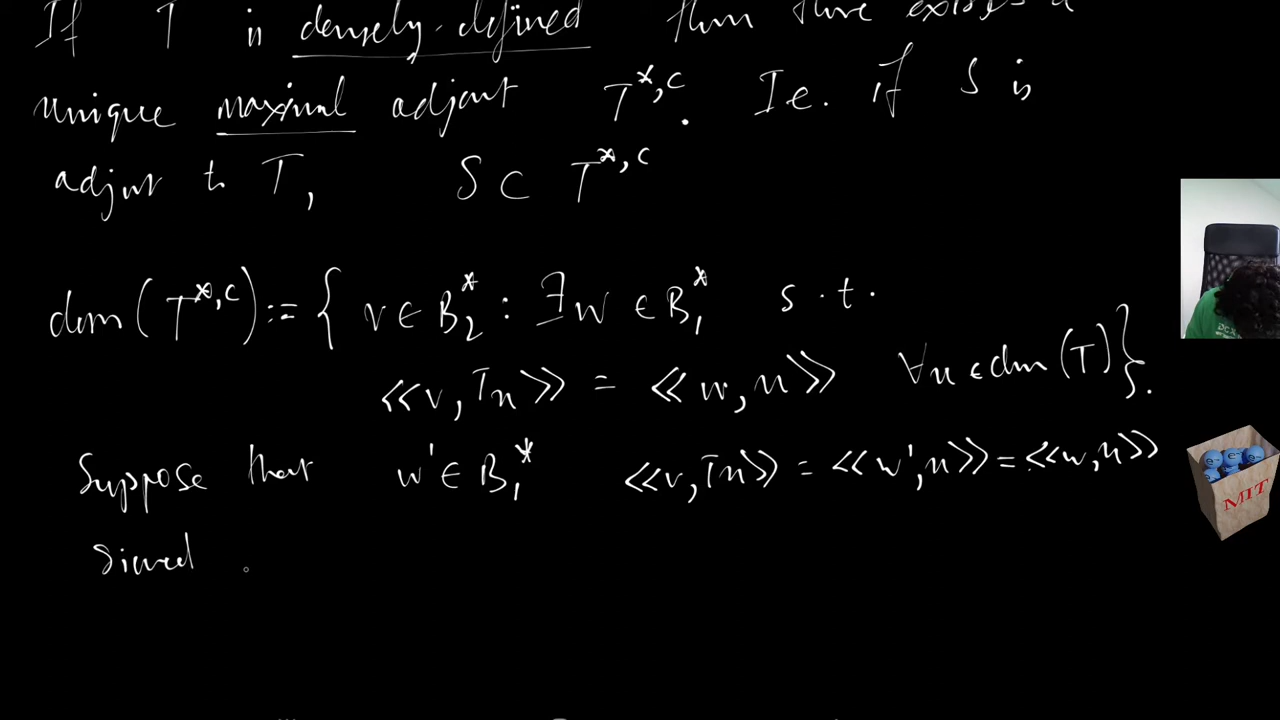 If T is densely-defined then there exists a
unique maximal adjoint T^{*,c}. I.e. if S is
adjoint to T, S ⊂ T^{*,c}
dom(T^{*,c}) := { v ∈ B_2^* : ∃w ∈ B_1^* s.t.
≪v, Tu≫ = ≪w, u≫ ∀u ∈ dom(T)}.
Suppose that w' ∈ B_1^* ≪v, Tu≫ = ≪w', u≫ = ≪w, u≫
MIT